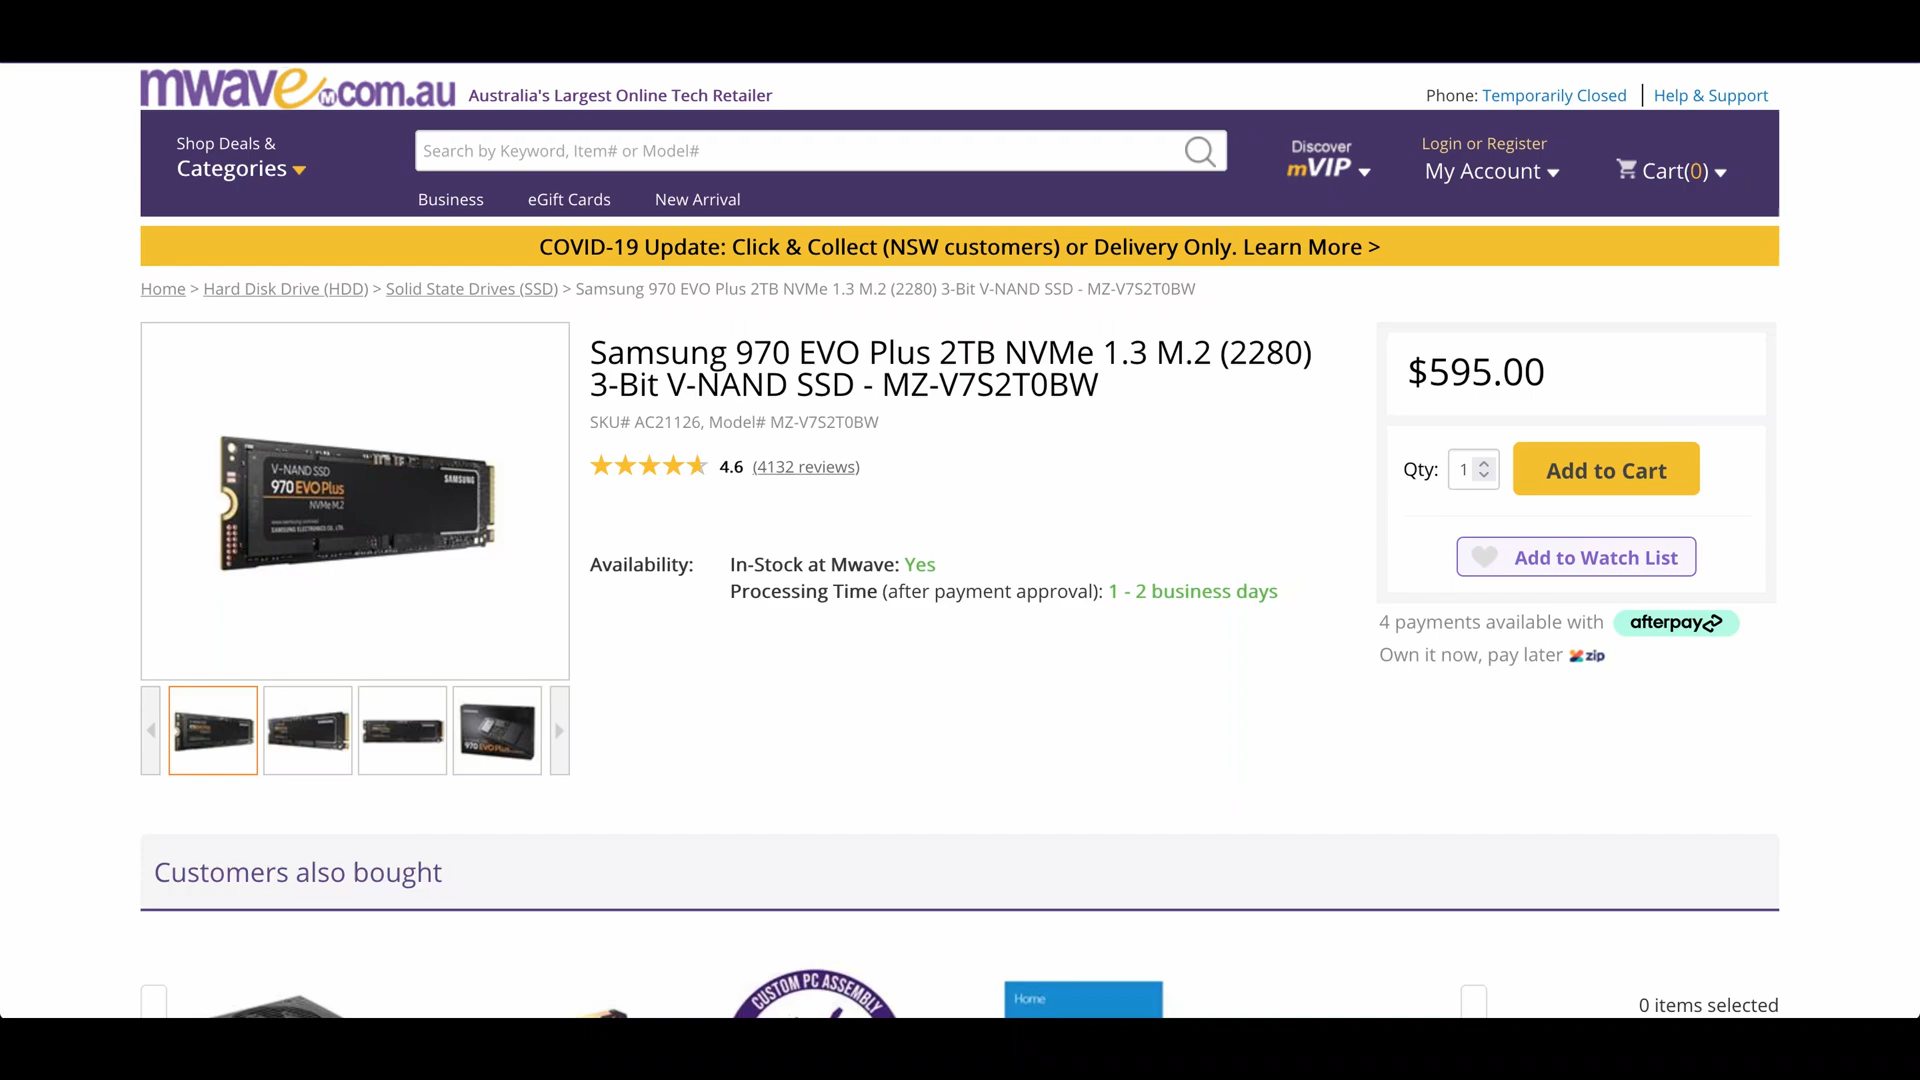 mwave.com.au Australia's Largest Online Tech Retailer
Phone: Temporarily Closed Help & Support
Shop Deals &
Categories
Search by Keyword, Item# or Model#
Discover
mVIP
Login or Register
My Account
Cart(0)
Business eGift Cards New Arrival
COVID-19 Update: Click & Collect (NSW customers) or Delivery Only. Learn More >
Home > Hard Disk Drive (HDD) > Solid State Drives (SSD) > Samsung 970 EVO Plus 2TB NVMe 1.3 M.2 (2280) 3-Bit V-NAND SSD - MZ-V7S2T0BW
V-NAND SSD
970 EVO Plus
NVMe M.2
SAMSUNG ELECTRONICS CO., LTD.
SAMSUNG
Samsung 970 EVO Plus 2TB NVMe 1.3 M.2 (2280)
3-Bit V-NAND SSD - MZ-V7S2T0BW
SKU# AC21126, Model# MZ-V7S2T0BW
4.6 (4132 reviews)
Availability: In-Stock at Mwave: Yes
Processing Time (after payment approval): 1 - 2 business days
$595.00
Qty: 1 Add to Cart
Add to Watch List
4 payments available with afterpay
Own it now, pay later zip
970 EVO Plus
Customers also bought
CUSTOM PC ASSEMBLY
Home
0 items selected